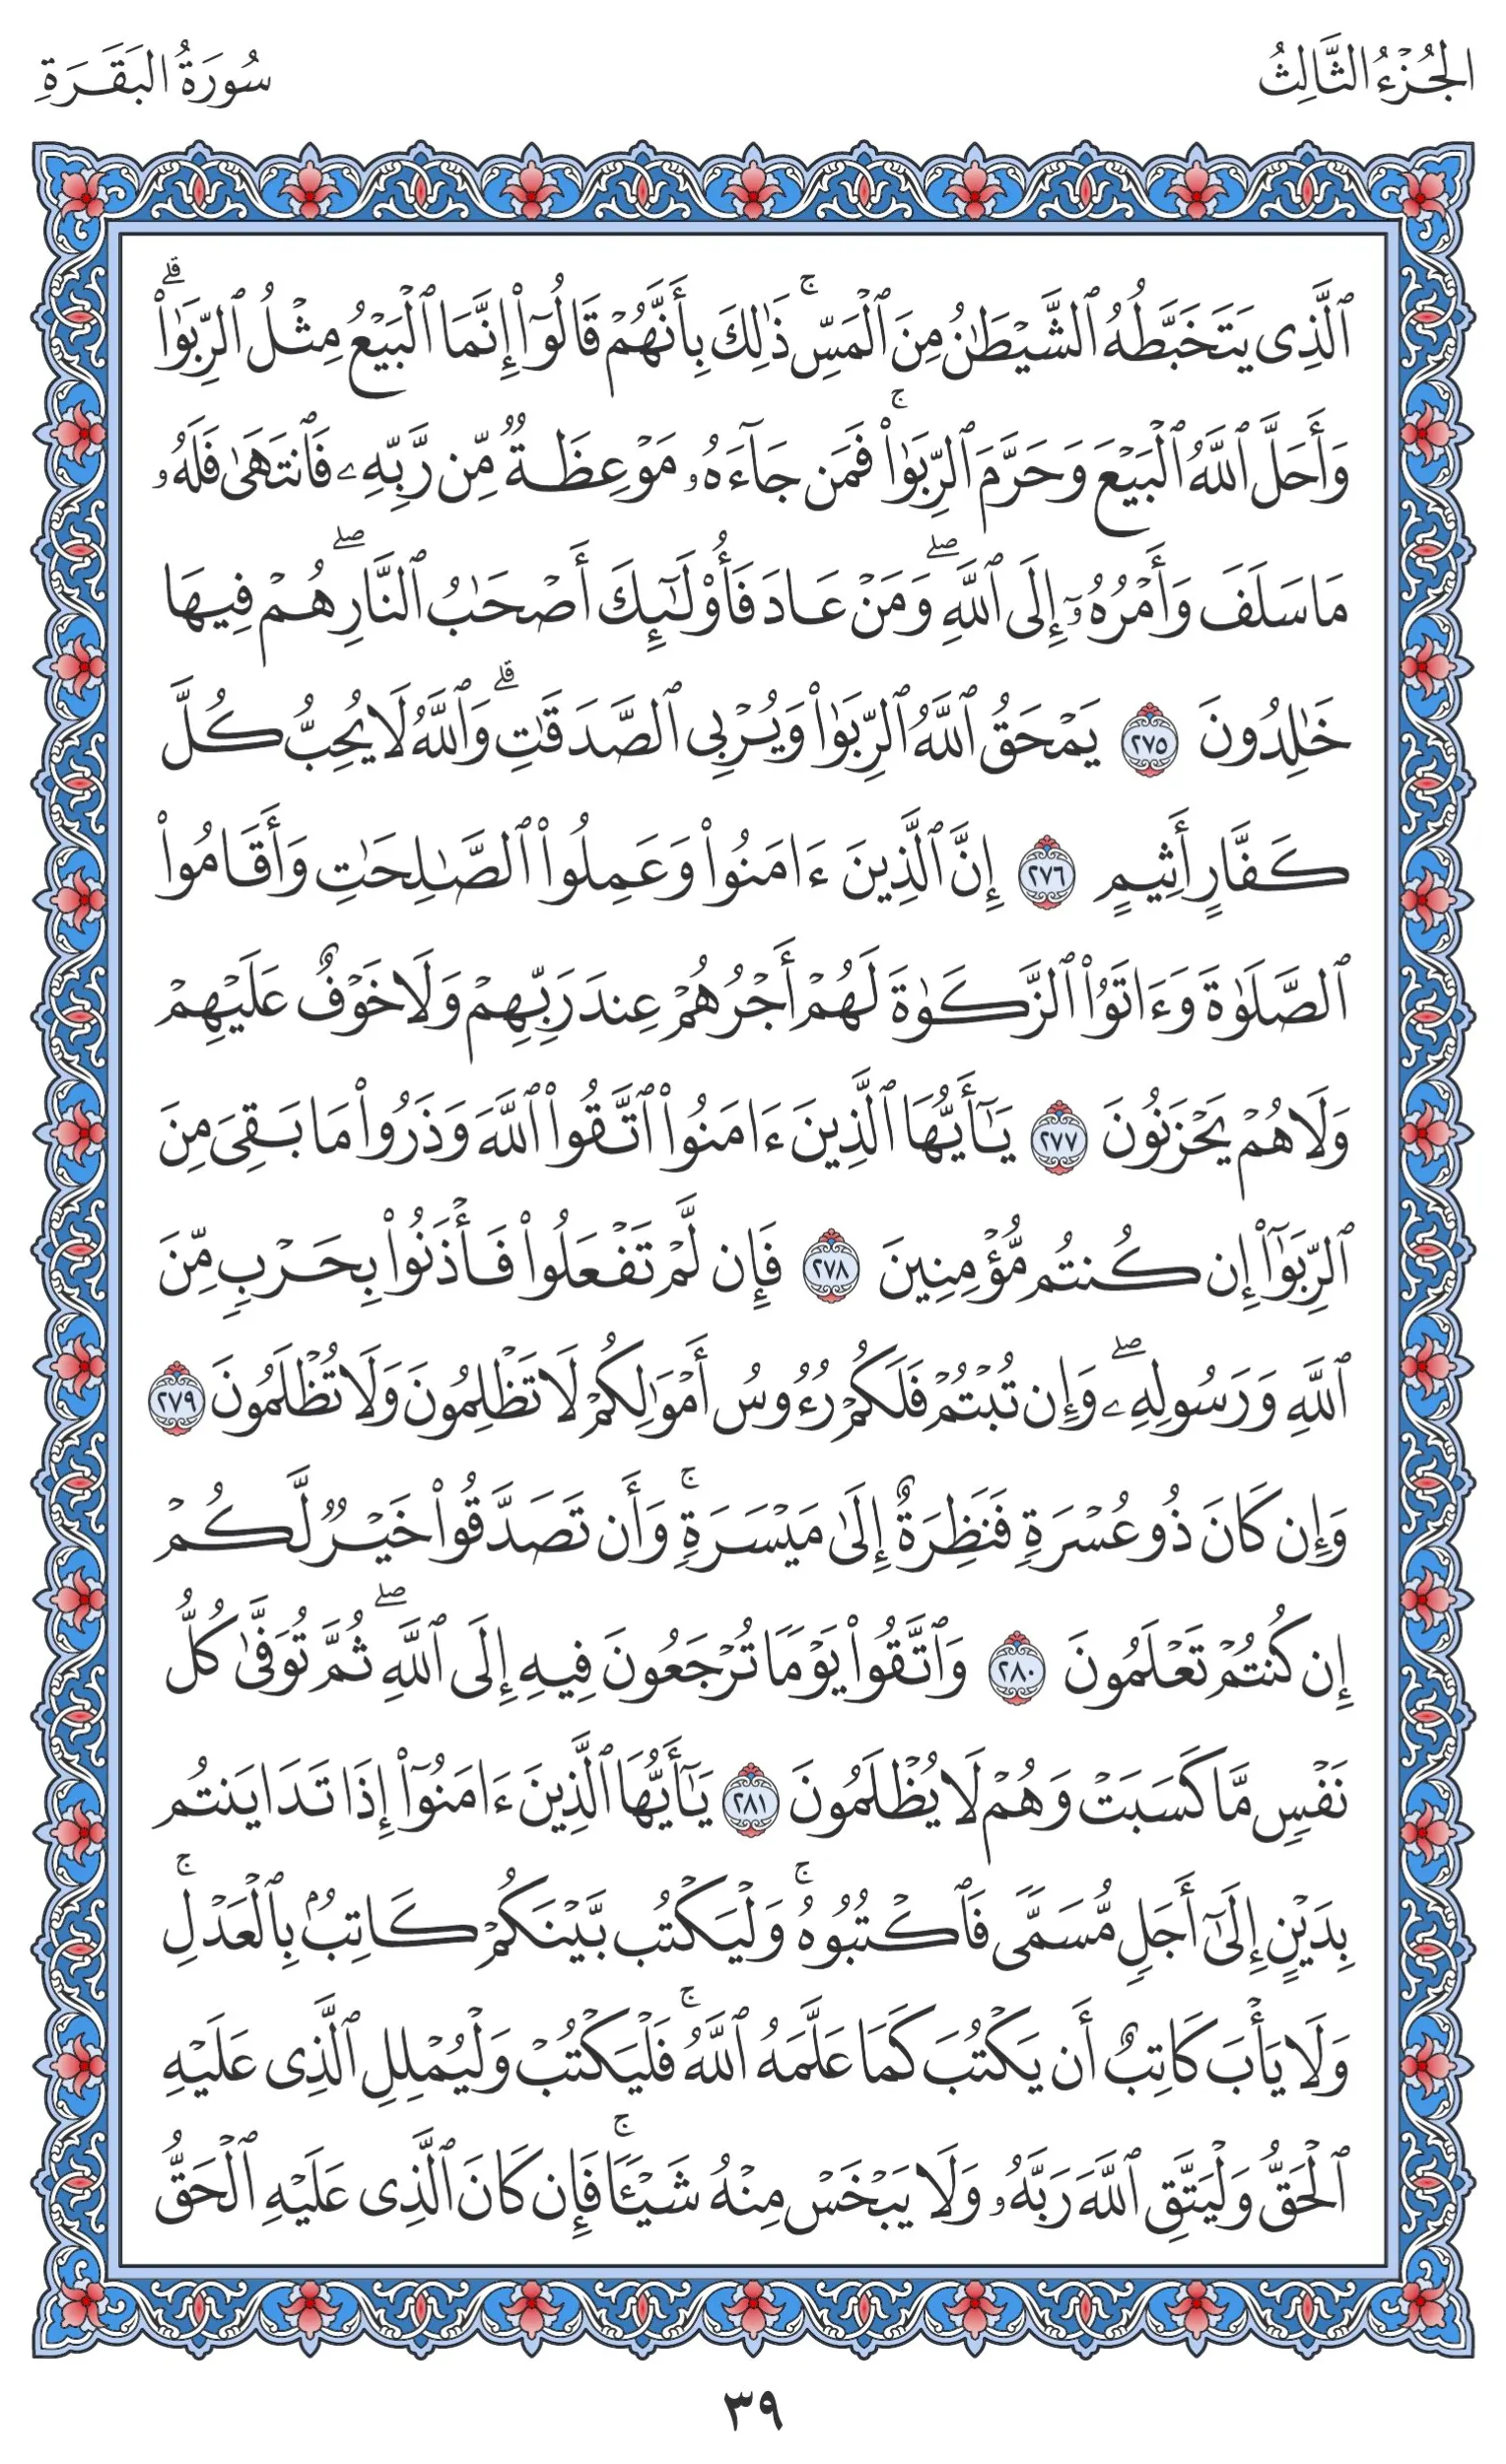 الجُزْءُ الثَّالِثُ
سُورَةُ البَقَرَةِ
ٱلَّذِى يَتَخَبَّطُهُ ٱلشَّيْطَٰنُ مِنَ ٱلْمَسِّۚ ذَٰلِكَ بِأَنَّهُمْ قَالُوٓا۟ إِنَّمَا ٱلْبَيْعُ مِثْلُ ٱلرِّبَوٰا۟ۗ
وَأَحَلَّ ٱللَّهُ ٱلْبَيْعَ وَحَرَّمَ ٱلرِّبَوٰا۟ۚ فَمَن جَآءَهُۥ مَوْعِظَةٌ مِّن رَّبِّهِۦ فَٱنتَهَىٰ فَلَهُۥ
مَا سَلَفَ وَأَمْرُهُۥٓ إِلَى ٱللَّهِۖ وَمَنْ عَادَ فَأُو۟لَٰٓئِكَ أَصْحَٰبُ ٱلنَّارِۖ هُمْ فِيهَا
خَٰلِدُونَ ٢٧٥ يَمْحَقُ ٱللَّهُ ٱلرِّبَوٰا۟ وَيُرْبِى ٱلصَّدَقَٰتِۗ وَٱللَّهُ لَا يُحِبُّ كُلَّ
كَفَّارٍ أَثِيمٍ ٢٧٦ إِنَّ ٱلَّذِينَ ءَامَنُوا۟ وَعَمِلُوا۟ ٱلصَّٰلِحَٰتِ وَأَقَامُوا۟
ٱلصَّلَوٰةَ وَءَاتَوُا۟ ٱلزَّكَوٰةَ لَهُمْ أَجْرُهُمْ عِندَ رَبِّهِمْ وَلَا خَوْفٌ عَلَيْهِمْ
وَلَا هُمْ يَحْزَنُونَ ٢٧٧ يَٰٓأَيُّهَا ٱلَّذِينَ ءَامَنُوا۟ ٱتَّقُوا۟ ٱللَّهَ وَذَرُوا۟ مَا بَقِىَ مِنَ
ٱلرِّبَوٰٓا۟ إِن كُنتُم مُّؤْمِنِينَ ٢٧٨ فَإِن لَّمْ تَفْعَلُوا۟ فَأْذَنُوا۟ بِحَرْبٍ مِّنَ
ٱللَّهِ وَرَسُولِهِۦۖ وَإِن تُبْتُمْ فَلَكُمْ رُءُوسُ أَمْوَٰلِكُمْ لَا تَظْلِمُونَ وَلَا تُظْلَمُونَ ٢٧٩
وَإِن كَانَ ذُو عُسْرَةٍ فَنَظِرَةٌ إِلَىٰ مَيْسَرَةٍۚ وَأَن تَصَدَّقُوا۟ خَيْرٌ لَّكُمْ
إِن كُنتُمْ تَعْلَمُونَ ٢٨٠ وَٱتَّقُوا۟ يَوْمًا تُرْجَعُونَ فِيهِ إِلَى ٱللَّهِۖ ثُمَّ تُوَفَّىٰ كُلُّ
نَفْسٍ مَّا كَسَبَتْ وَهُمْ لَا يُظْلَمُونَ ٢٨١ يَٰٓأَيُّهَا ٱلَّذِينَ ءَامَنُوٓا۟ إِذَا تَدَايَنتُم
بِدَيْنٍ إِلَىٰٓ أَجَلٍ مُّسَمًّى فَٱكْتُبُوهُۚ وَلْيَكْتُب بَّيْنَكُمْ كَاتِبٌۢ بِٱلْعَدْلِۚ
وَلَا يَأْبَ كَاتِبٌ أَن يَكْتُبَ كَمَا عَلَّمَهُ ٱللَّهُۚ فَلْيَكْتُبْ وَلْيُمْلِلِ ٱلَّذِى عَلَيْهِ
ٱلْحَقُّ وَلْيَتَّقِ ٱللَّهَ رَبَّهُۥ وَلَا يَبْخَسْ مِنْهُ شَيْـًٔاۚ فَإِن كَانَ ٱلَّذِى عَلَيْهِ ٱلْحَقُّ
٣٩